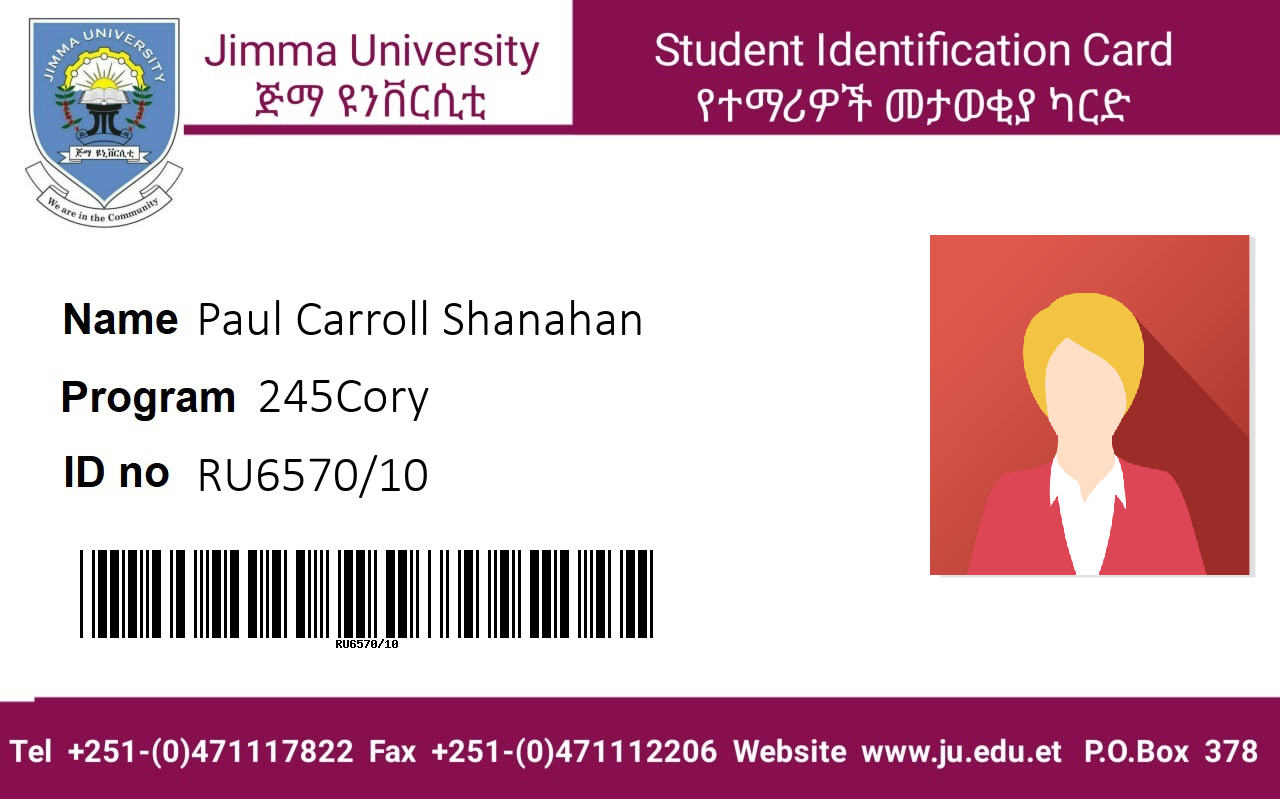 JIMMA UNIVERSITY
ጅማ ዩኒቨርሲቲ
We are in the Community
Jimma University
ጅማ ዩንቨርሲቲ
Student Identification Card
የተማሪዎች መታወቂያ ካርድ
Name Paul Carroll Shanahan
Program 245Cory
ID no RU6570/10
RU6570/10
Tel +251-(0)471117822 Fax +251-(0)471112206 Website www.ju.edu.et P.O.Box 378